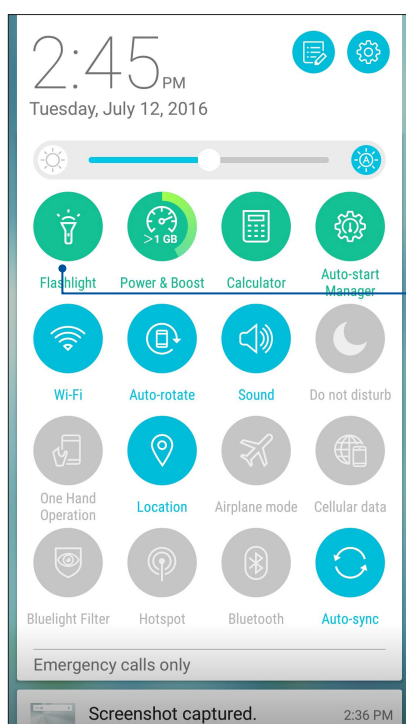 2:45 PM
Tuesday, July 12, 2016
A
>1 GB
Flashlight
Power & Boost
Calculator
Auto-start
Manager
Wi-Fi
Auto-rotate
Sound
Do not disturb
One Hand
Operation
Location
Airplane mode
Cellular data
Bluelight Filter
Hotspot
Bluetooth
Auto-sync
Emergency calls only
Screenshot captured.
2:36 PM